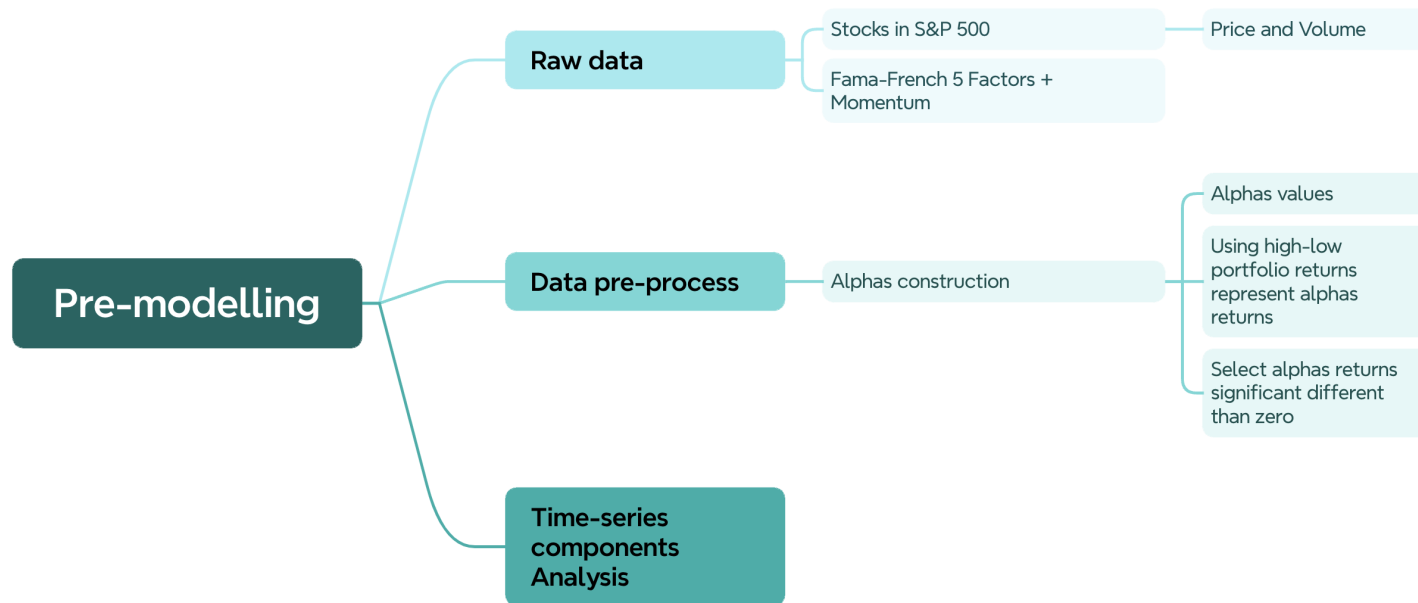 Pre-modelling
Raw data
Stocks in S&P 500
Price and Volume
Fama-French 5 Factors +
Momentum
Data pre-process
Alphas construction
Alphas values
Using high-low
portfolio returns
represent alphas
returns
Select alphas returns
significant different
than zero
Time-series
components
Analysis